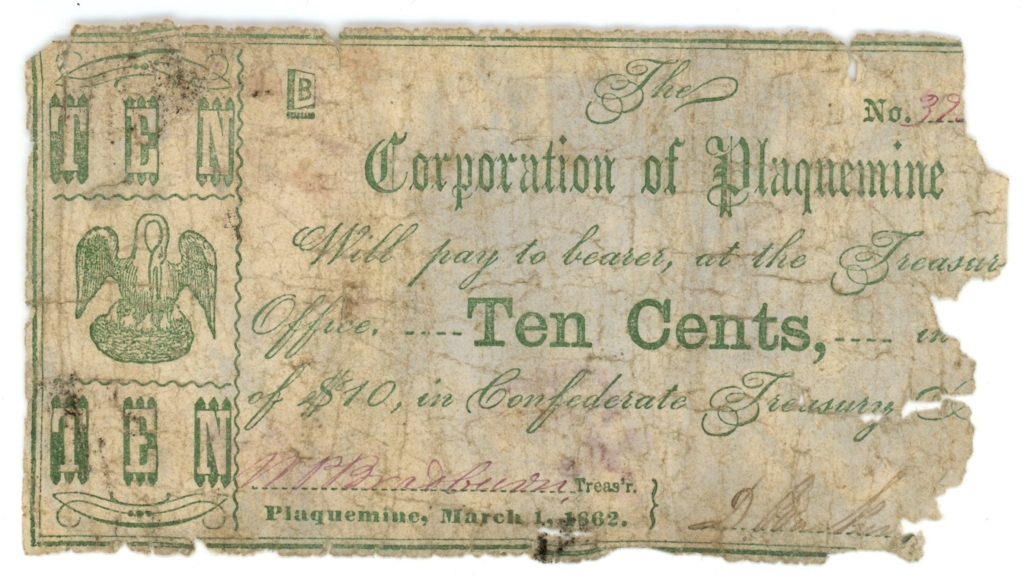 TEN
B
The
No. 39
Corporation of Plaquemine
Will pay to bearer, at the Treasur
Office, ---- Ten Cents, ---- in
of $10, in Confederate Treasury
TEN
Treas'r.
Plaquemine, March 1, 1862.